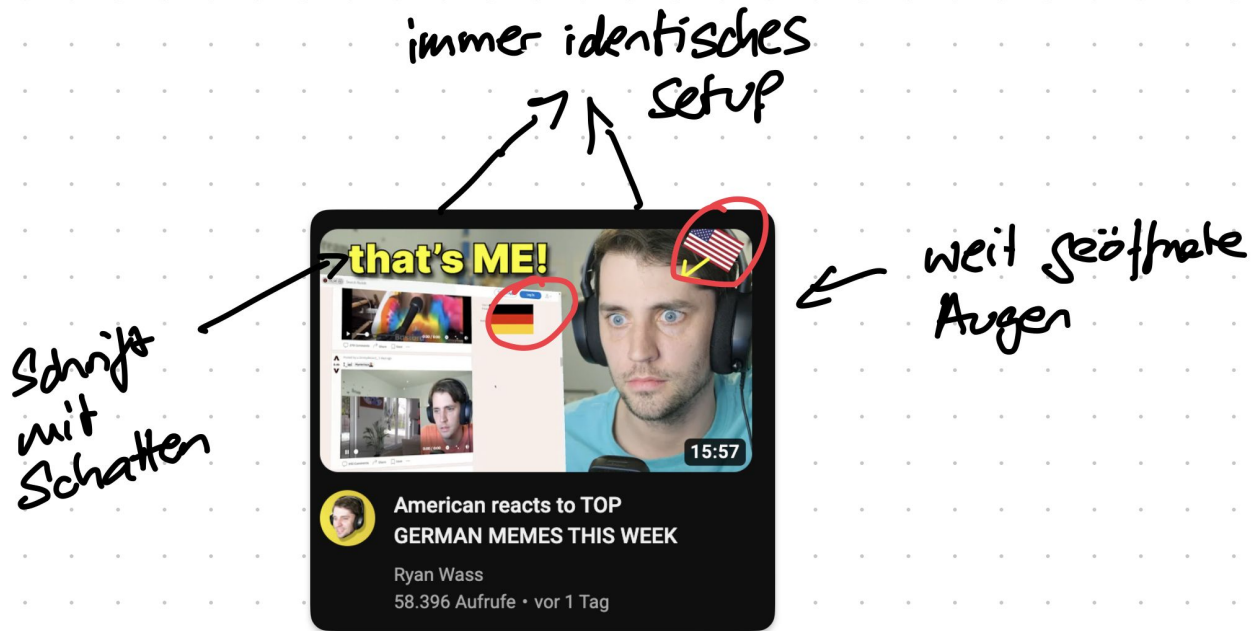 immer identisches
setup
that's ME!
weit geöffnete
Augen
Schrift
mit
Schatten
15:57
American reacts to TOP
GERMAN MEMES THIS WEEK
Ryan Wass
58.396 Aufrufe • vor 1 Tag